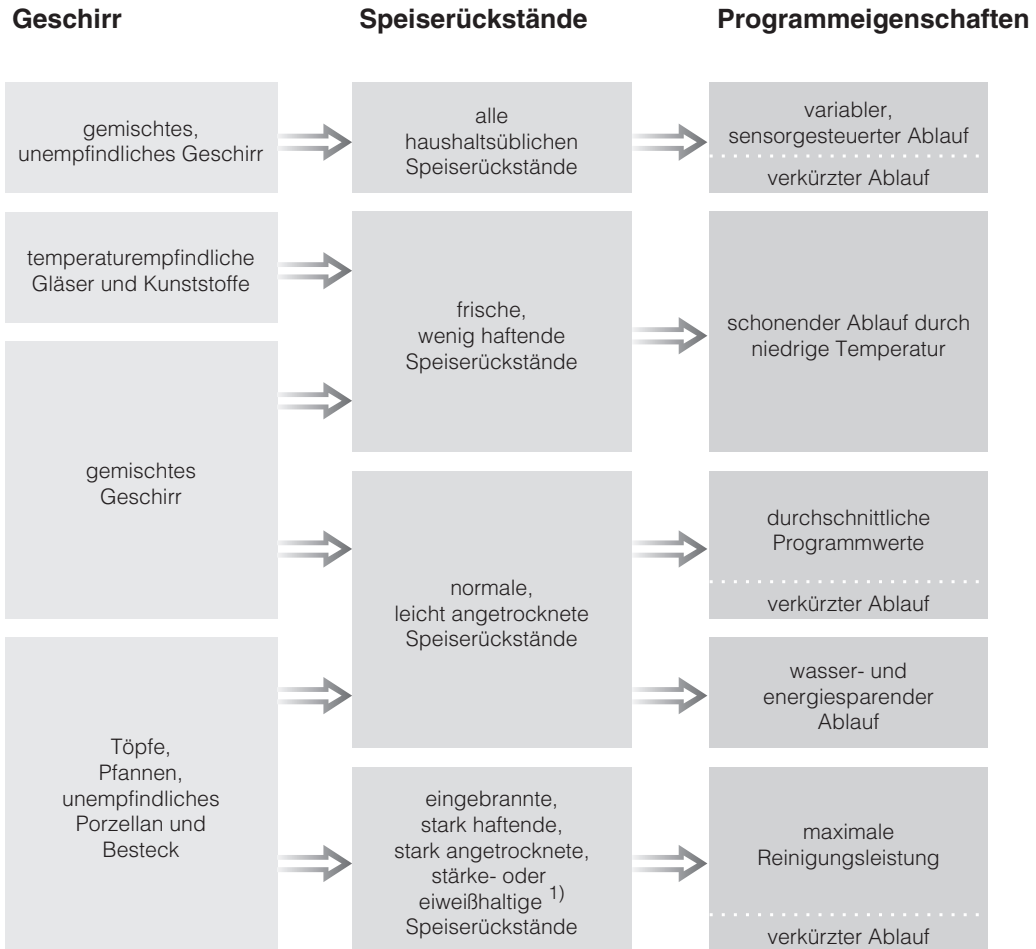 Geschirr
Speiserückstände
Programmeigenschaften
gemischtes,
unempfindliches Geschirr
alle
haushaltsüblichen
Speiserückstände
variabler,
sensorgesteuerter Ablauf
verkürzter Ablauf
temperaturempfindliche
Gläser und Kunststoffe
frische,
wenig haftende
Speiserückstände
schonender Ablauf durch
niedrige Temperatur
gemischtes
Geschirr
normale,
leicht angetrocknete
Speiserückstände
durchschnittliche
Programmwerte
verkürzter Ablauf
wasser- und
energiesparender
Ablauf
Töpfe,
Pfannen,
unempfindliches
Porzellan und
Besteck
eingebrannte,
stark haftende,
stark angetrocknete,
stärke- oder
eiweißhaltige 1)
Speiserückstände
maximale
Reinigungsleistung
verkürzter Ablauf